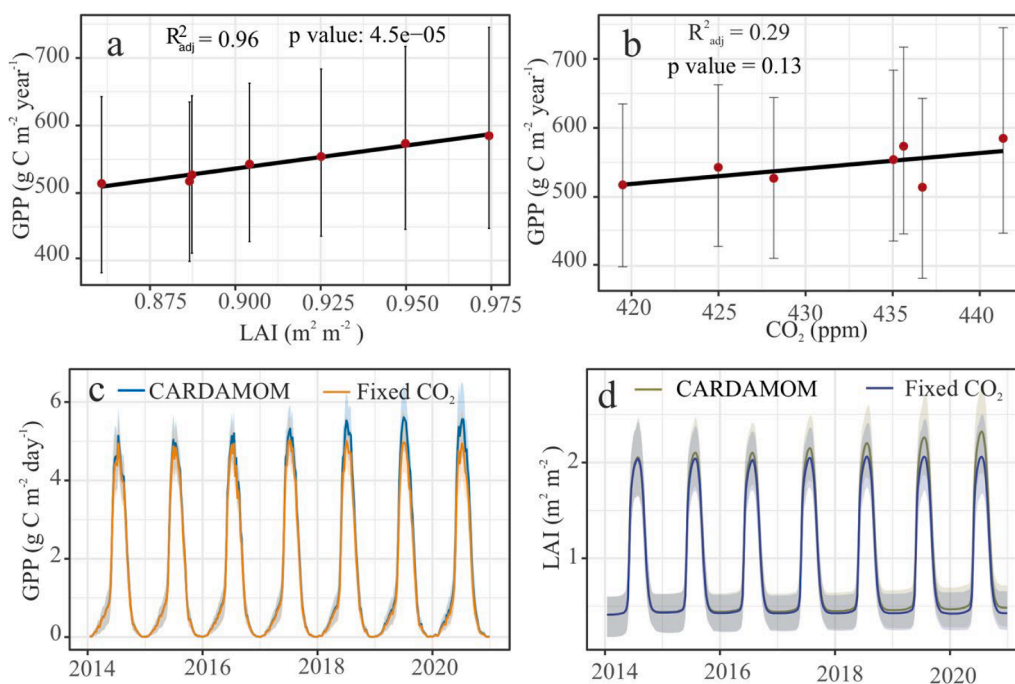 a
R²adj = 0.96
p value: 4.5e−05
GPP (g C m⁻² year⁻¹)
700
600
500
400
0.875 0.900 0.925 0.950 0.975
LAI (m² m⁻²)
b
R²adj = 0.29
p value = 0.13
GPP (g C m⁻² year⁻¹)
700
600
500
400
420 425 430 435 440
CO₂ (ppm)
c
CARDAMOM Fixed CO₂
GPP (g C m⁻² day⁻¹)
6
4
2
0
2014 2016 2018 2020
d
CARDAMOM Fixed CO₂
LAI (m² m⁻²)
2
1
2014 2016 2018 2020